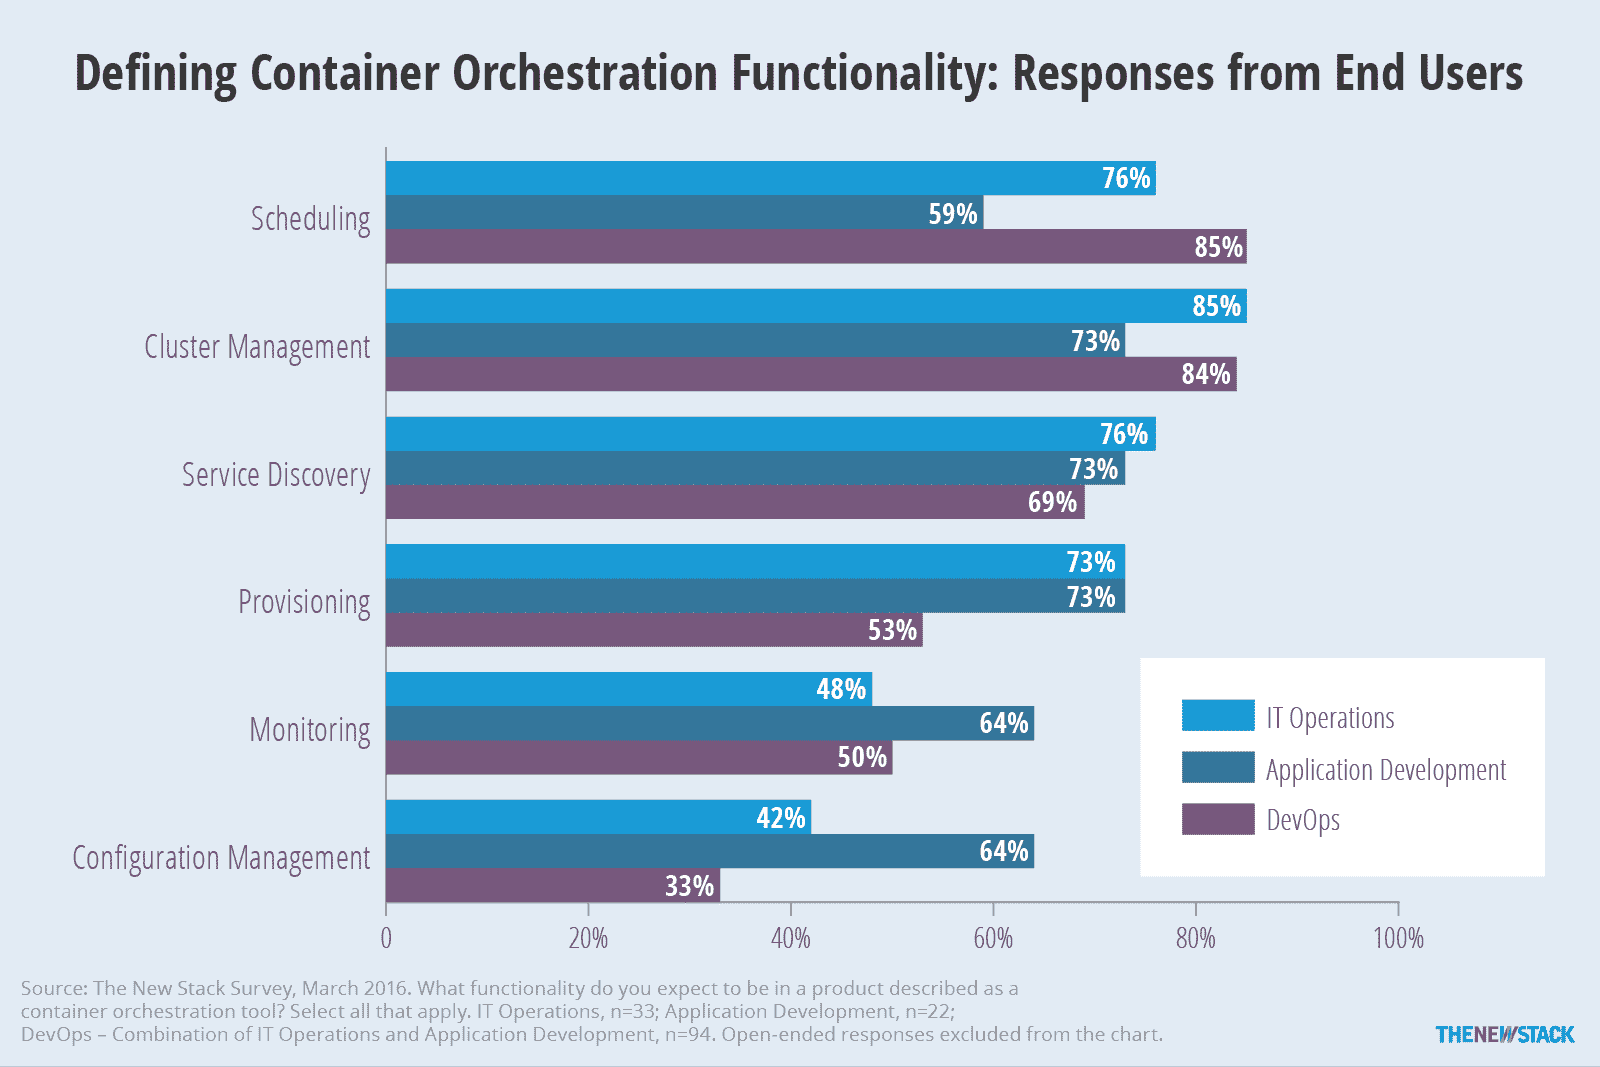 Defining Container Orchestration Functionality: Responses from End Users
Scheduling
76%
59%
85%
Cluster Management
85%
73%
84%
Service Discovery
76%
73%
69%
Provisioning
73%
73%
53%
Monitoring
48%
64%
50%
Configuration Management
42%
64%
33%
IT Operations
Application Development
DevOps
0 20% 40% 60% 80% 100%
Source: The New Stack Survey, March 2016. What functionality do you expect to be in a product described as a
container orchestration tool? Select all that apply. IT Operations, n=33; Application Development, n=22;
DevOps – Combination of IT Operations and Application Development, n=94. Open-ended responses excluded from the chart.
THENEWSTACK